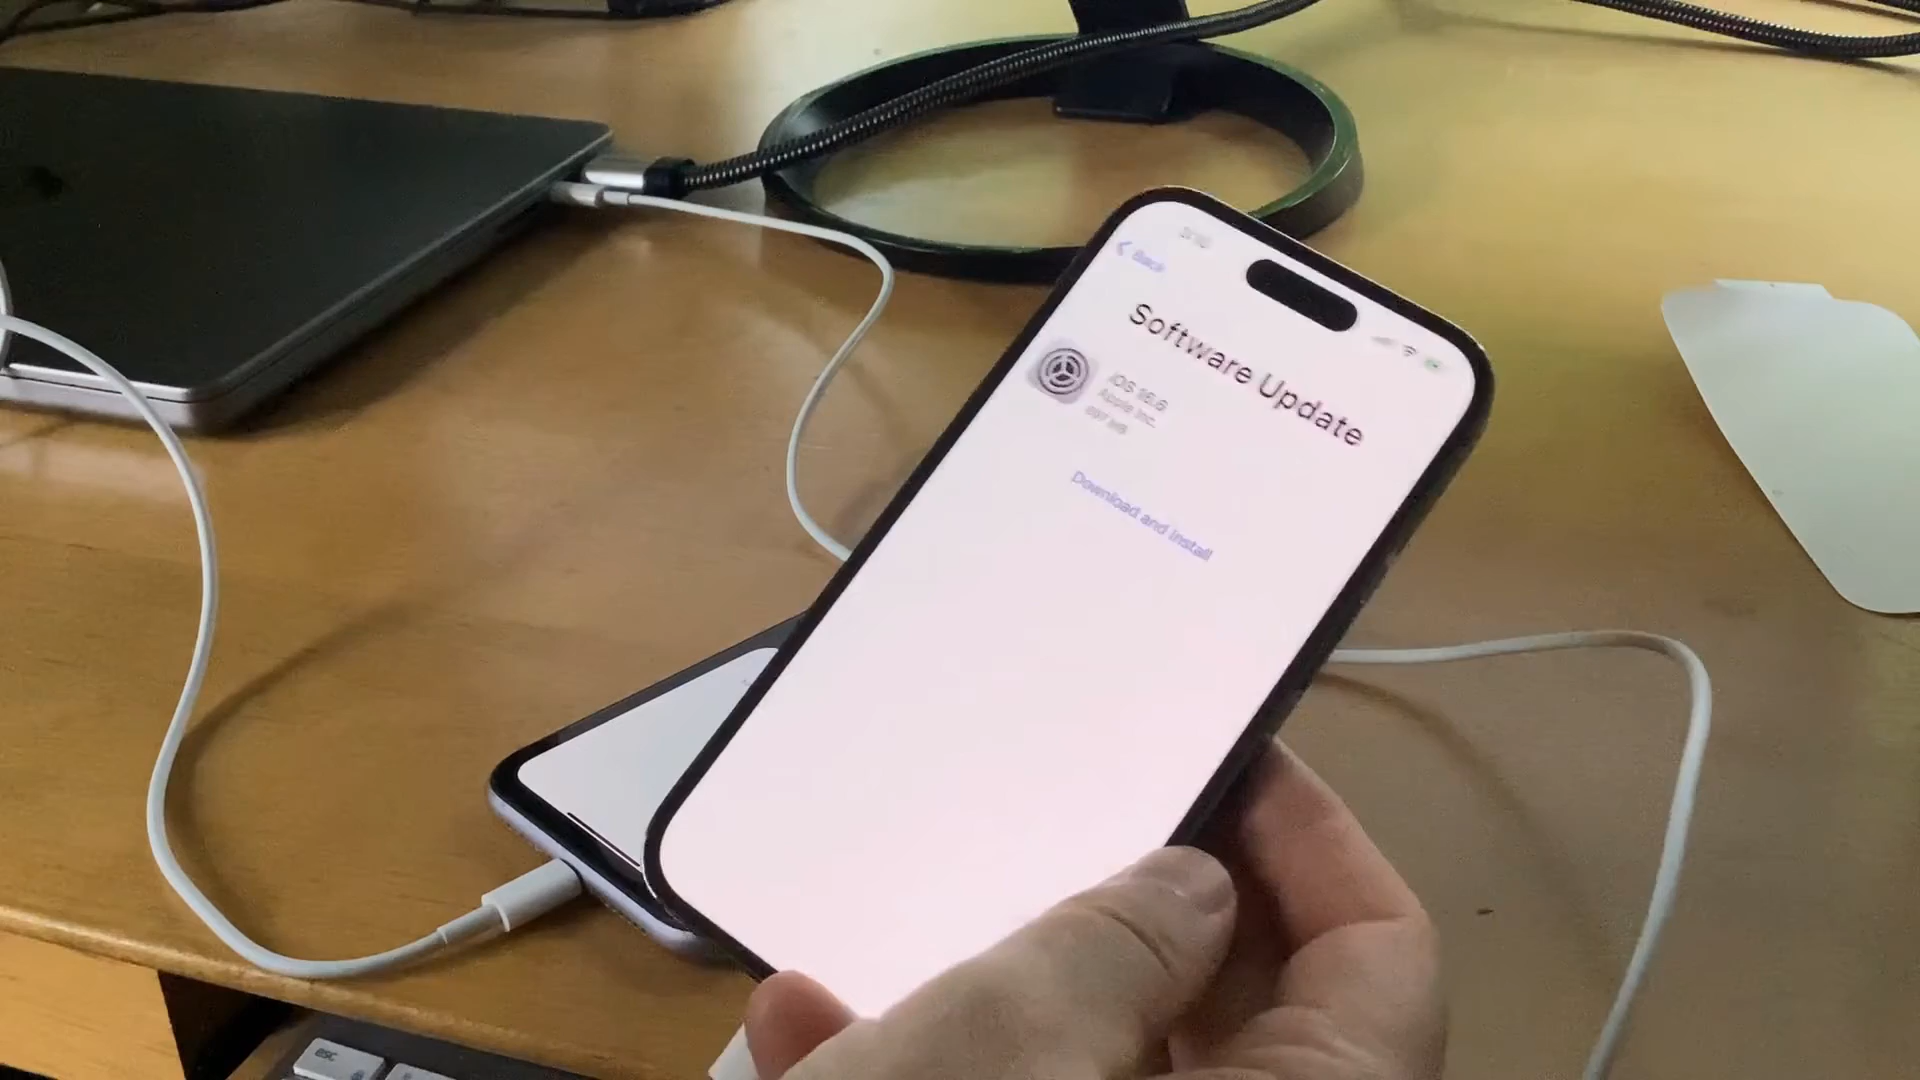 Back
Software Update
iOS 16.6
Apple Inc.
Download and Install
esc